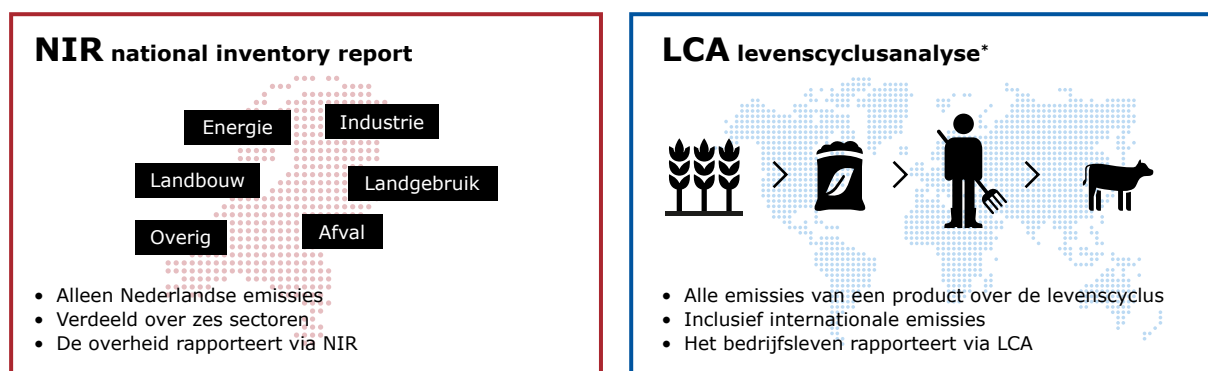 NIR national inventory report
Energie
Industrie
Landbouw
Landgebruik
Overig
Afval
• Alleen Nederlandse emissies
• Verdeeld over zes sectoren
• De overheid rapporteert via NIR
LCA levenscyclusanalyse*
• Alle emissies van een product over de levenscyclus
• Inclusief internationale emissies
• Het bedrijfsleven rapporteert via LCA